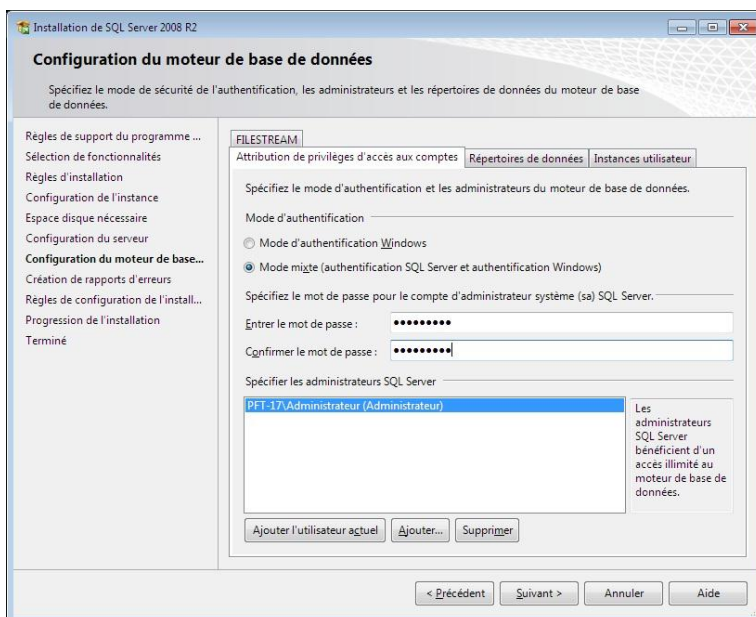 Installation de SQL Server 2008 R2
Configuration du moteur de base de données
Spécifiez le mode de sécurité de l'authentification, les administrateurs et les répertoires de données du moteur de base
de données.
Règles de support du programme ...
Sélection de fonctionnalités
Règles d'installation
Configuration de l'instance
Espace disque nécessaire
Configuration du serveur
Configuration du moteur de base...
Création de rapports d'erreurs
Règles de configuration de l'install...
Progression de l'installation
Terminé
FILESTREAM
Attribution de privilèges d'accès aux comptes
Répertoires de données
Instances utilisateur
Spécifiez le mode d'authentification et les administrateurs du moteur de base de données.
Mode d'authentification
Mode d'authentification Windows
Mode mixte (authentification SQL Server et authentification Windows)
Spécifiez le mot de passe pour le compte d'administrateur système (sa) SQL Server.
Entrer le mot de passe :
●●●●●●●●●
Confirmer le mot de passe :
●●●●●●●●●
Spécifier les administrateurs SQL Server
PFT-17\Administrateur (Administrateur)
Les
administrateurs
SQL Server
bénéficient d'un
accès illimité au
moteur de base de
données.
Ajouter l'utilisateur actuel
Ajouter...
Supprimer
< Précédent
Suivant >
Annuler
Aide